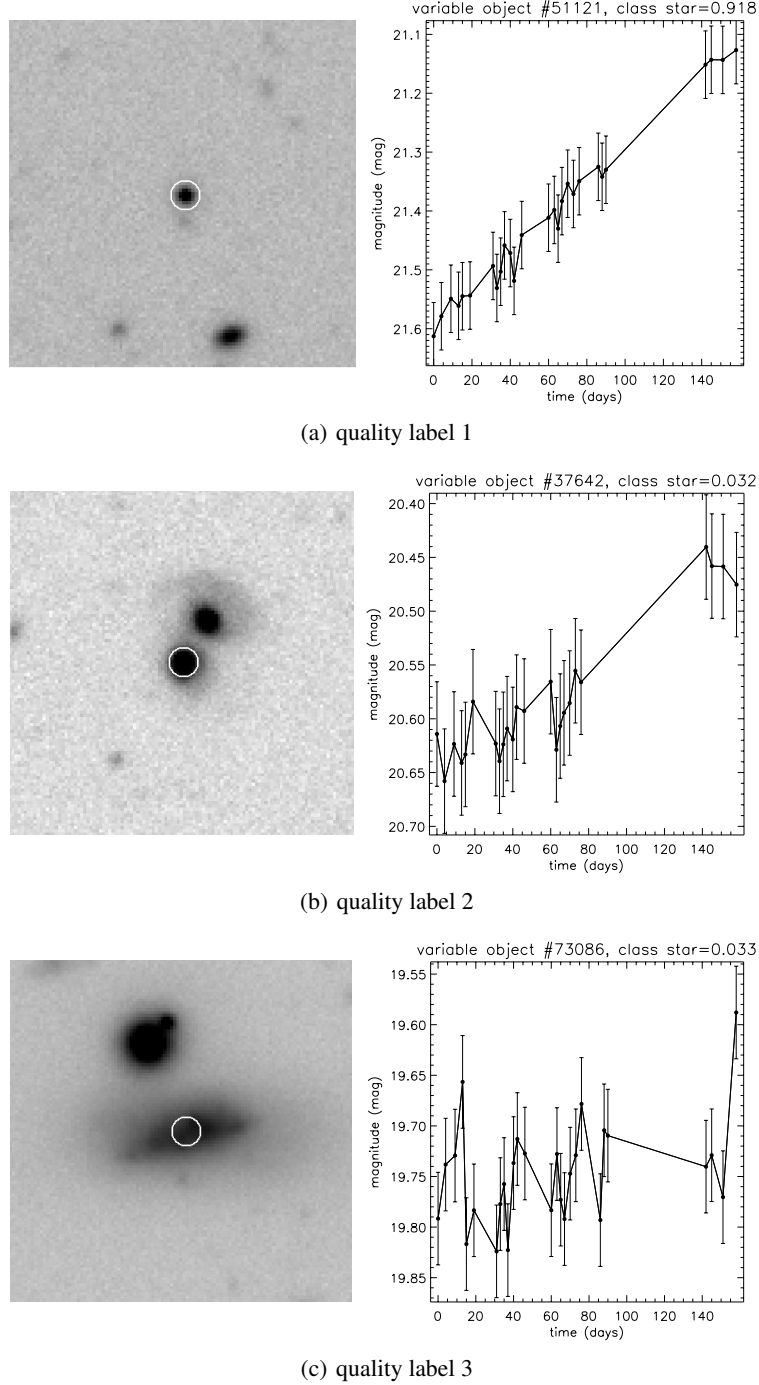 variable object #51121, class star=0.918
21.1
21.2
21.3
21.4
21.5
21.6
magnitude (mag)
0 20 40 60 80 100 120 140
time (days)
(a) quality label 1
variable object #37642, class star=0.032
20.40
20.45
20.50
20.55
20.60
20.65
20.70
magnitude (mag)
0 20 40 60 80 100 120 140
time (days)
(b) quality label 2
variable object #73086, class star=0.033
19.55
19.60
19.65
19.70
19.75
19.80
19.85
magnitude (mag)
0 20 40 60 80 100 120 140
time (days)
(c) quality label 3